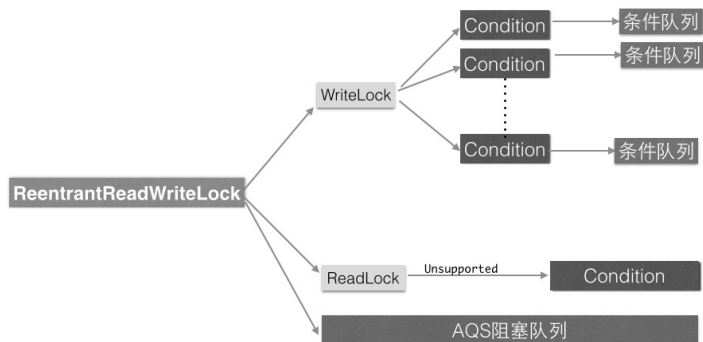 Condition
条件队列
Condition
条件队列
WriteLock
Condition
条件队列
ReentrantReadWriteLock
ReadLock
Unsupported
Condition
AQS阻塞队列